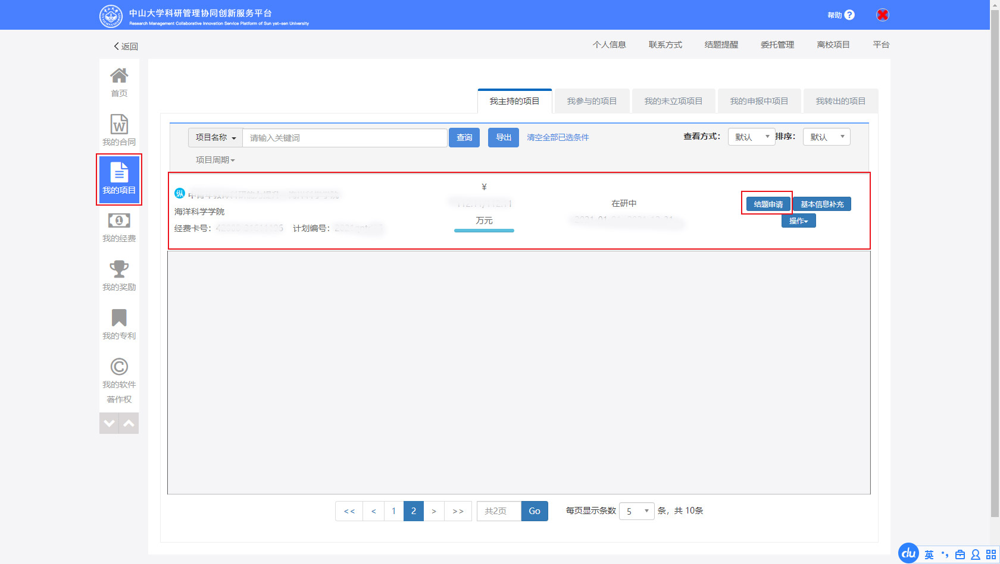 中山大学科研管理协同创新服务平台
Research Management Collaborative Innovation Service Platform of Sun yat-sen University
帮助
返回
个人信息 联系方式 结题提醒 委托管理 离校项目 平台
首页
我的合同
我的项目
我的经费
我的奖励
我的专利
我的软件
著作权
我主持的项目 我参与的项目 我的未立项项目 我的申报中项目 我转出的项目
项目名称 请输入关键词 查询 导出 清空全部已选条件 查看方式： 默认 排序： 默认
项目周期
纵
海洋科学学院
经费卡号： 计划编号：
¥
万元
在研中
结题申请 基本信息补充
操作
<< < 1 2 > >> 共2页 Go 每页显示条数 5 条，共 10条
du 英